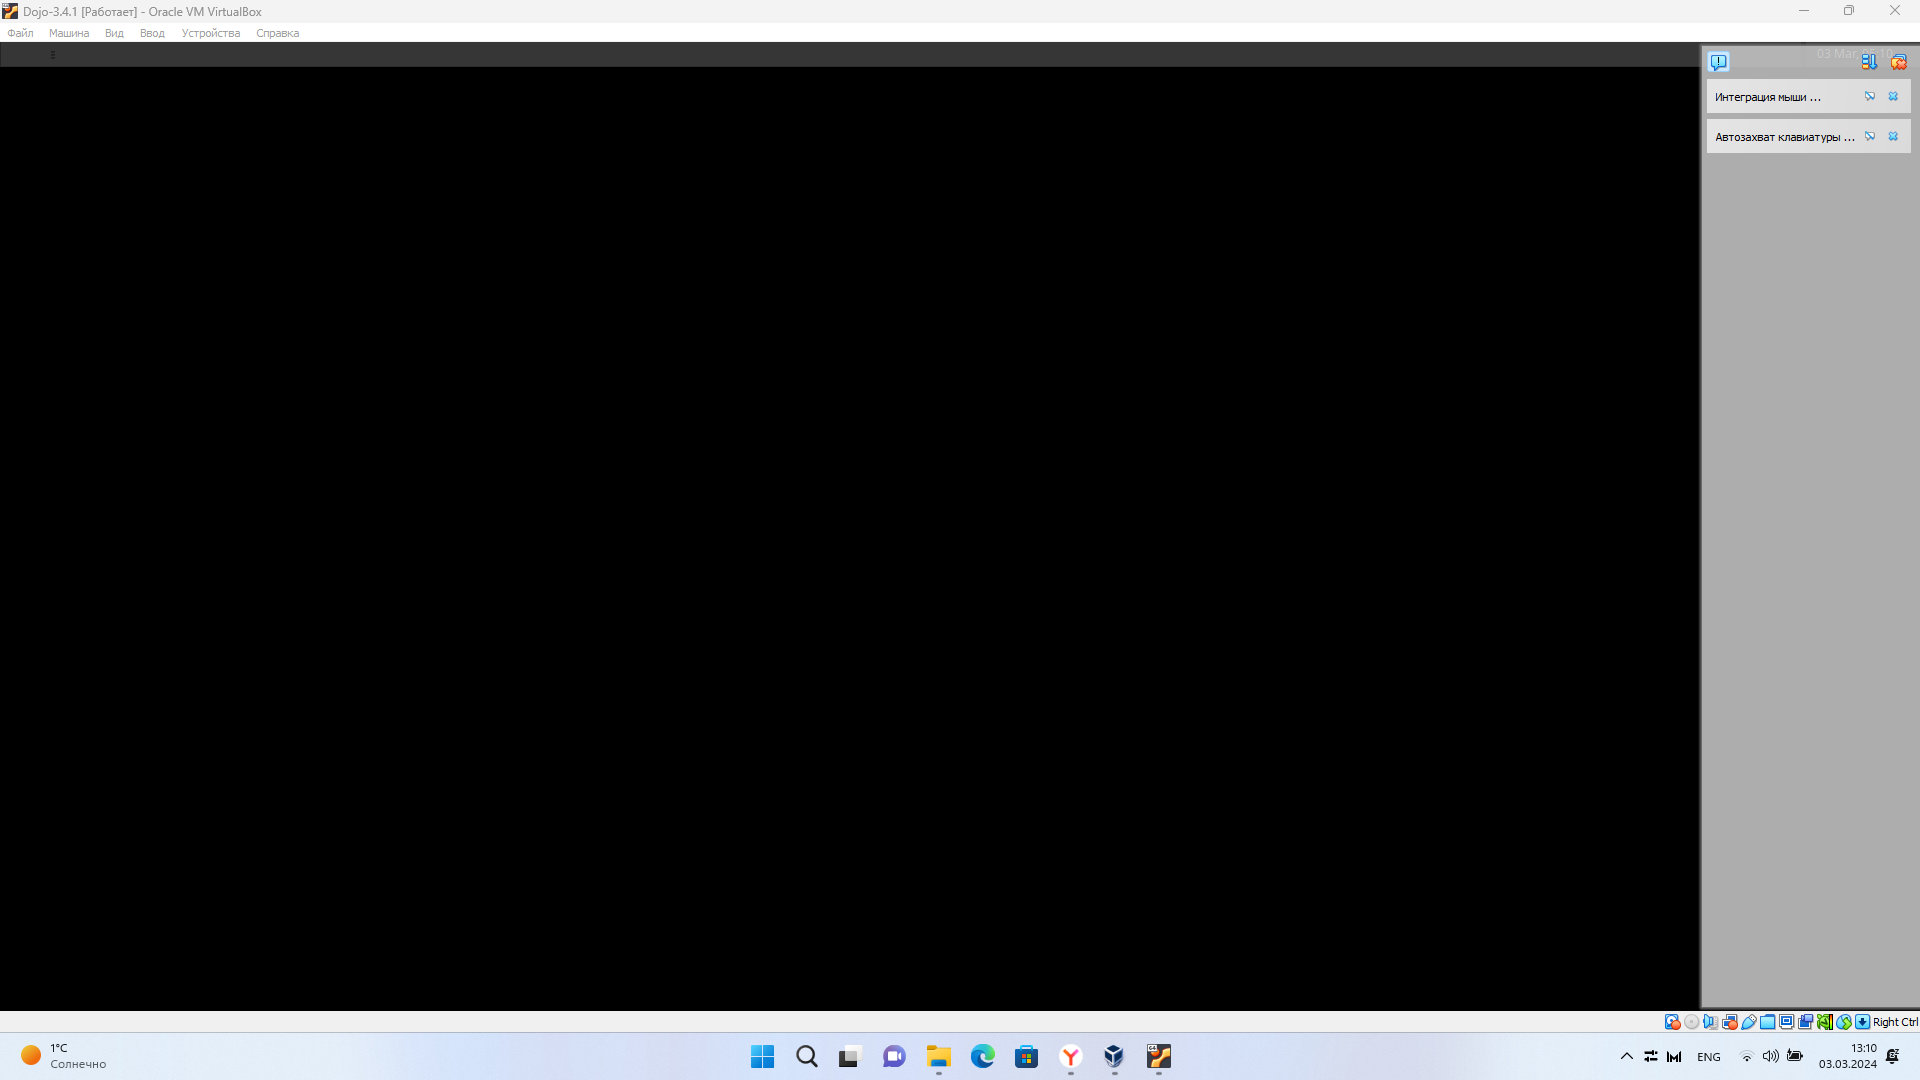 Dojo-3.4.1 [Работает] - Oracle VM VirtualBox
Файл Машина Вид Ввод Устройства Справка
03 Mar
Интеграция мыши ...
Автозахват клавиатуры ...
Right Ctrl
1°C
Солнечно
ENG
13:10
03.03.2024